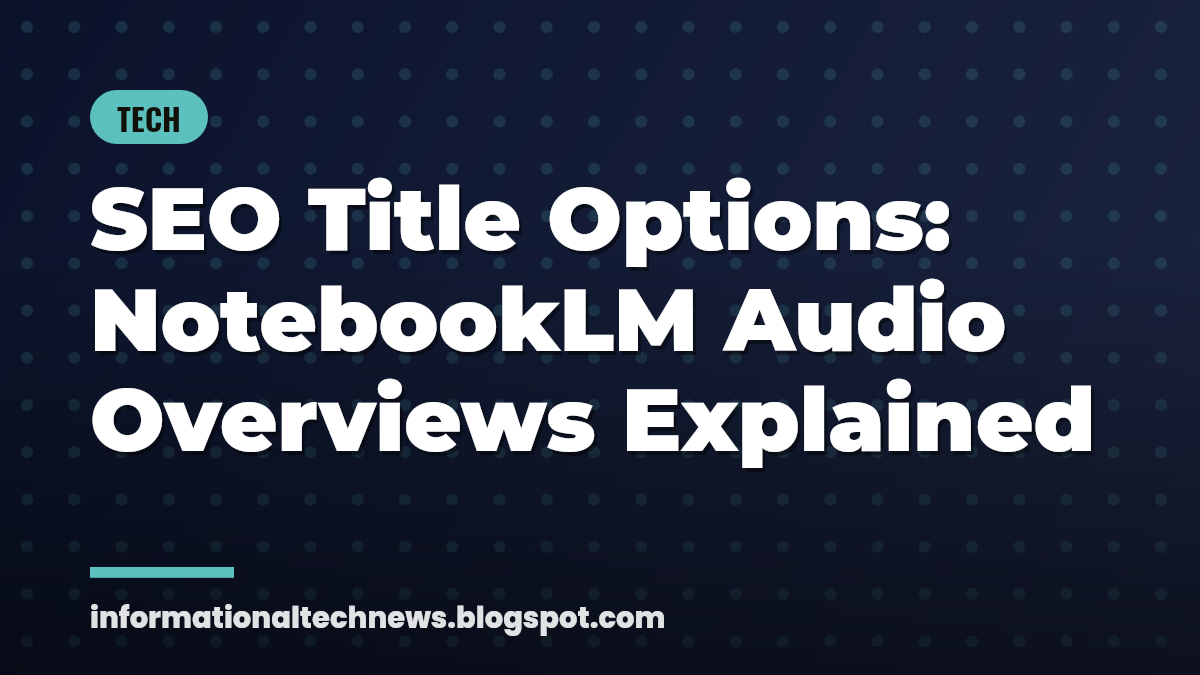 TECH
SEO Title Options:
NotebookLM Audio
Overviews Explained
informationaltechnews.blogspot.com